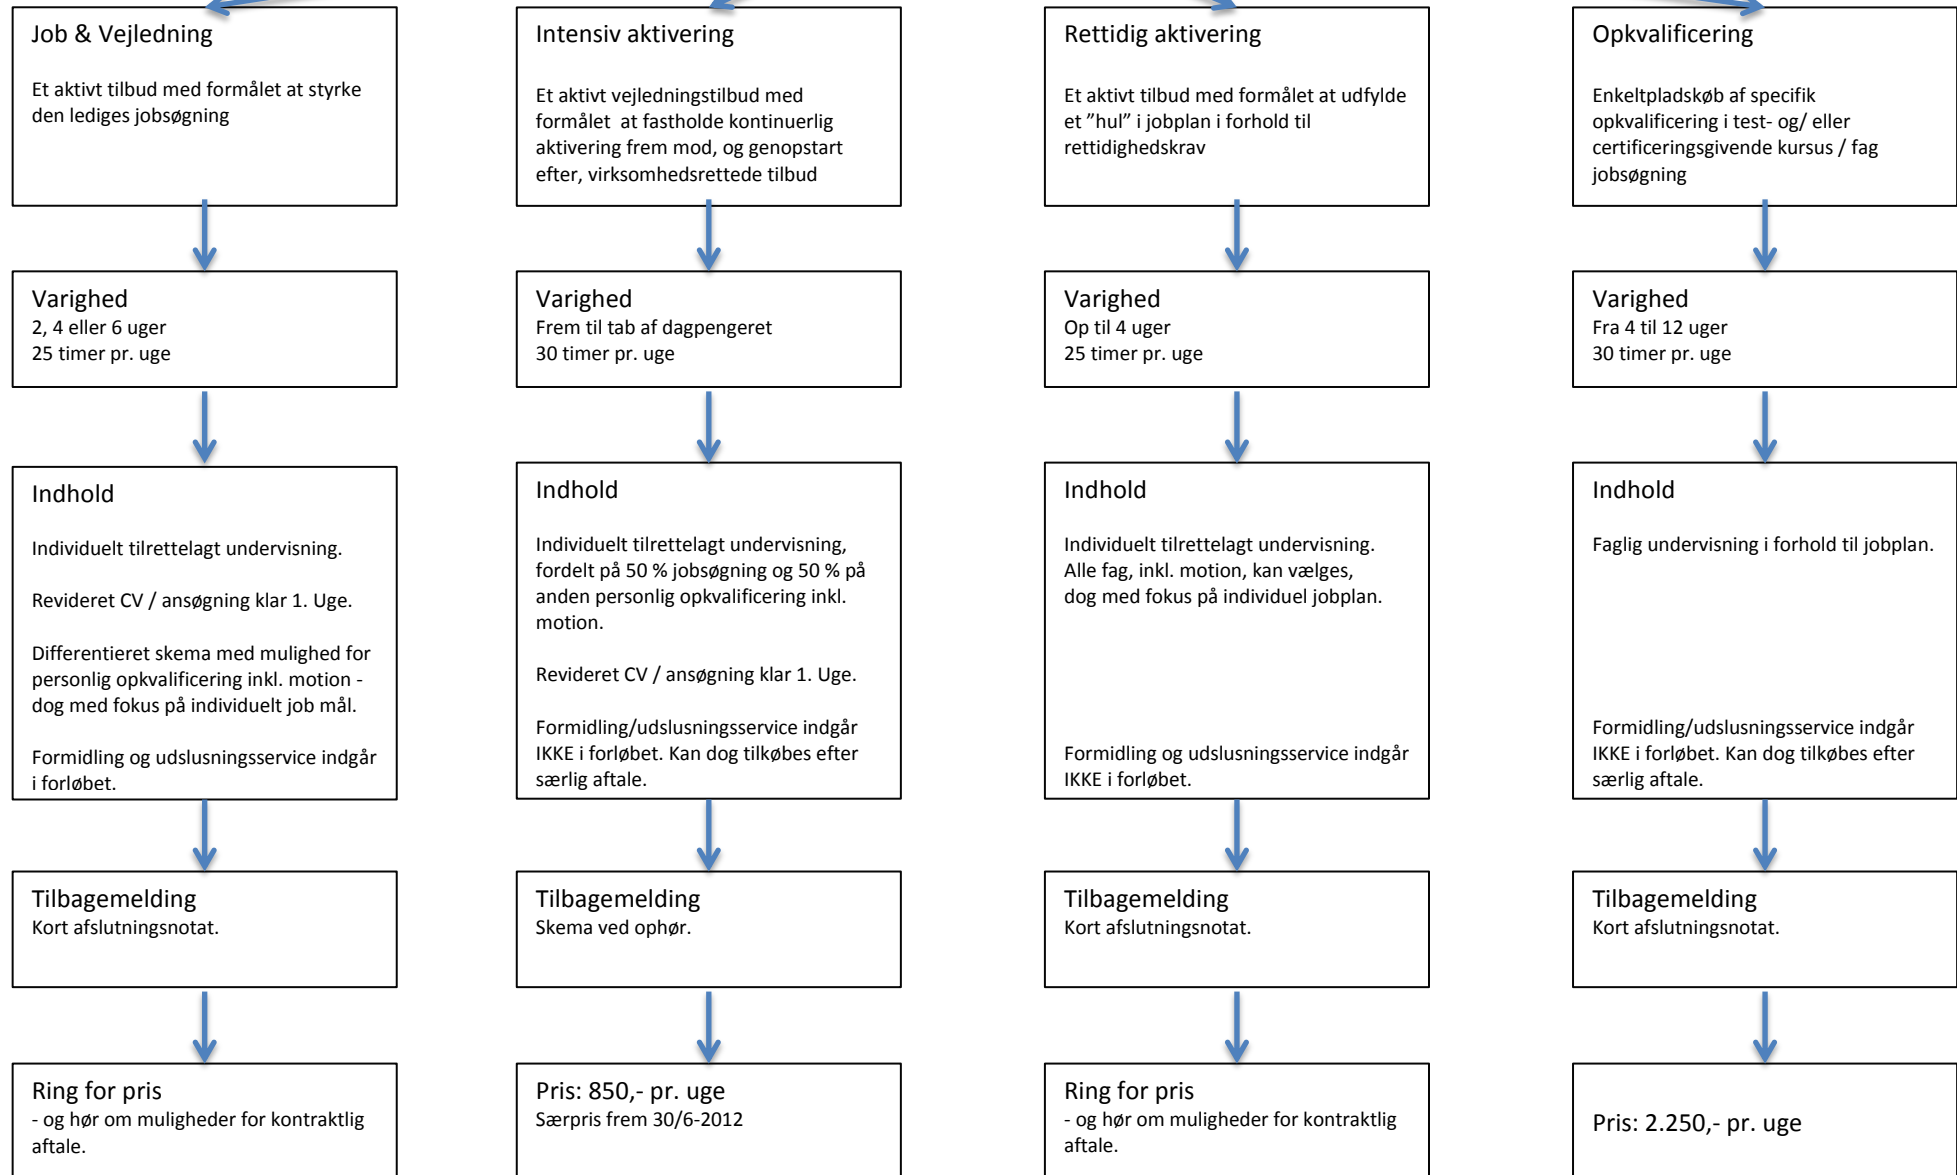 Job & Vejledning
Et aktivt tilbud med formålet at styrke
den lediges jobsøgning
Varighed
2, 4 eller 6 uger
25 timer pr. uge
Indhold
Individuelt tilrettelagt undervisning.
Revideret CV / ansøgning klar 1. Uge.
Differentieret skema med mulighed for
personlig opkvalificering inkl. motion -
dog med fokus på individuelt job mål.
Formidling og udslusningsservice indgår
i forløbet.
Tilbagemelding
Kort afslutningsnotat.
Ring for pris
- og hør om muligheder for kontraktlig
aftale.
Intensiv aktivering
Et aktivt vejledningstilbud med
formålet  at fastholde kontinuerlig
aktivering frem mod, og genopstart
efter, virksomhedsrettede tilbud
Varighed
Frem til tab af dagpengeret
30 timer pr. uge
Indhold
Individuelt tilrettelagt undervisning,
fordelt på 50 % jobsøgning og 50 % på
anden personlig opkvalificering inkl.
motion.
Revideret CV / ansøgning klar 1. Uge.
Formidling/udslusningsservice indgår
IKKE i forløbet. Kan dog tilkøbes efter
særlig aftale.
Tilbagemelding
Skema ved ophør.
Pris: 850,- pr. uge
Særpris frem 30/6-2012
Rettidig aktivering
Et aktivt tilbud med formålet at udfylde
et ”hul” i jobplan i forhold til
rettidighedskrav
Varighed
Op til 4 uger
25 timer pr. uge
Indhold
Individuelt tilrettelagt undervisning.
Alle fag, inkl. motion, kan vælges,
dog med fokus på individuel jobplan.
Formidling og udslusningsservice indgår
IKKE i forløbet.
Tilbagemelding
Kort afslutningsnotat.
Ring for pris
- og hør om muligheder for kontraktlig
aftale.
Opkvalificering
Enkeltpladskøb af specifik
opkvalificering i test- og/ eller
certificeringsgivende kursus / fag
jobsøgning
Varighed
Fra 4 til 12 uger
30 timer pr. uge
Indhold
Faglig undervisning i forhold til jobplan.
Formidling/udslusningsservice indgår
IKKE i forløbet. Kan dog tilkøbes efter
særlig aftale.
Tilbagemelding
Kort afslutningsnotat.
Pris: 2.250,- pr. uge